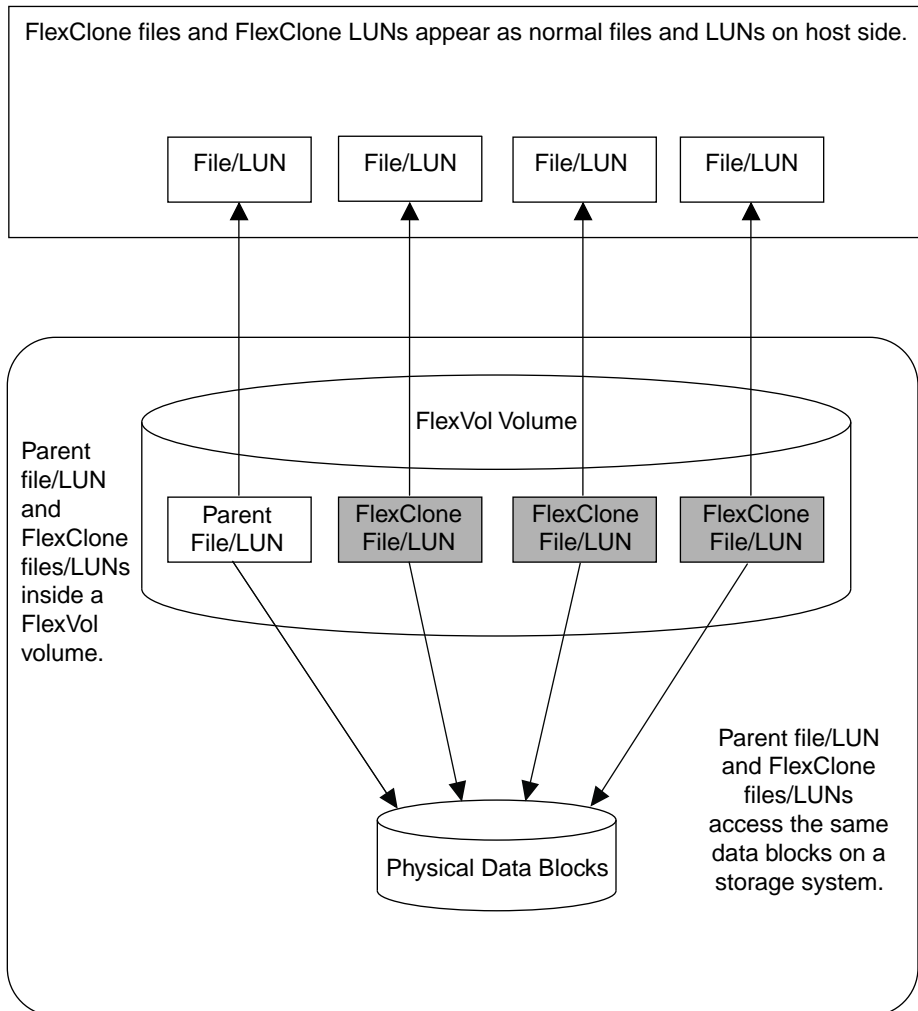 FlexClone files and FlexClone LUNs appear as normal files and LUNs on host side.
File/LUN
File/LUN
File/LUN
File/LUN
FlexVol Volume
Parent
file/LUN
and
FlexClone
files/LUNs
inside a
FlexVol
volume.
Parent
File/LUN
FlexClone
File/LUN
FlexClone
File/LUN
FlexClone
File/LUN
Parent file/LUN
and FlexClone
files/LUNs
access the same
data blocks on a
storage system.
Physical Data Blocks